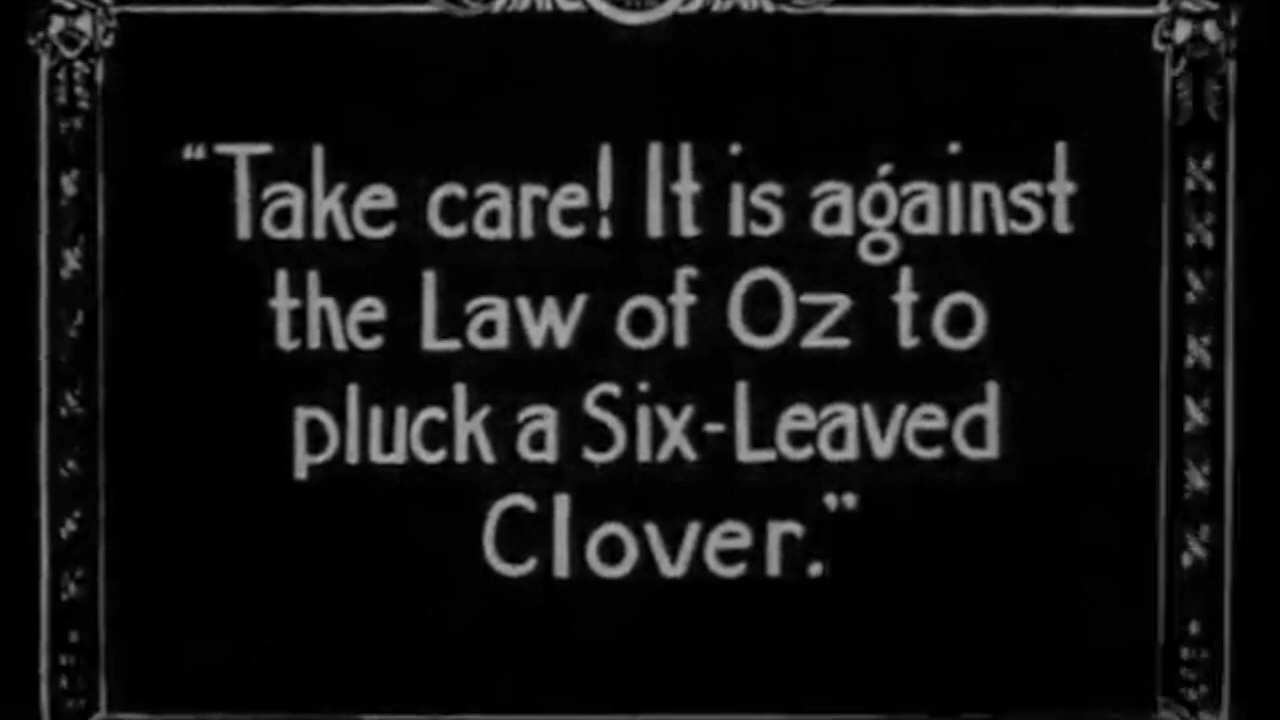 “Take care! It is against
the Law of Oz to
pluck a Six-Leaved
Clover.”